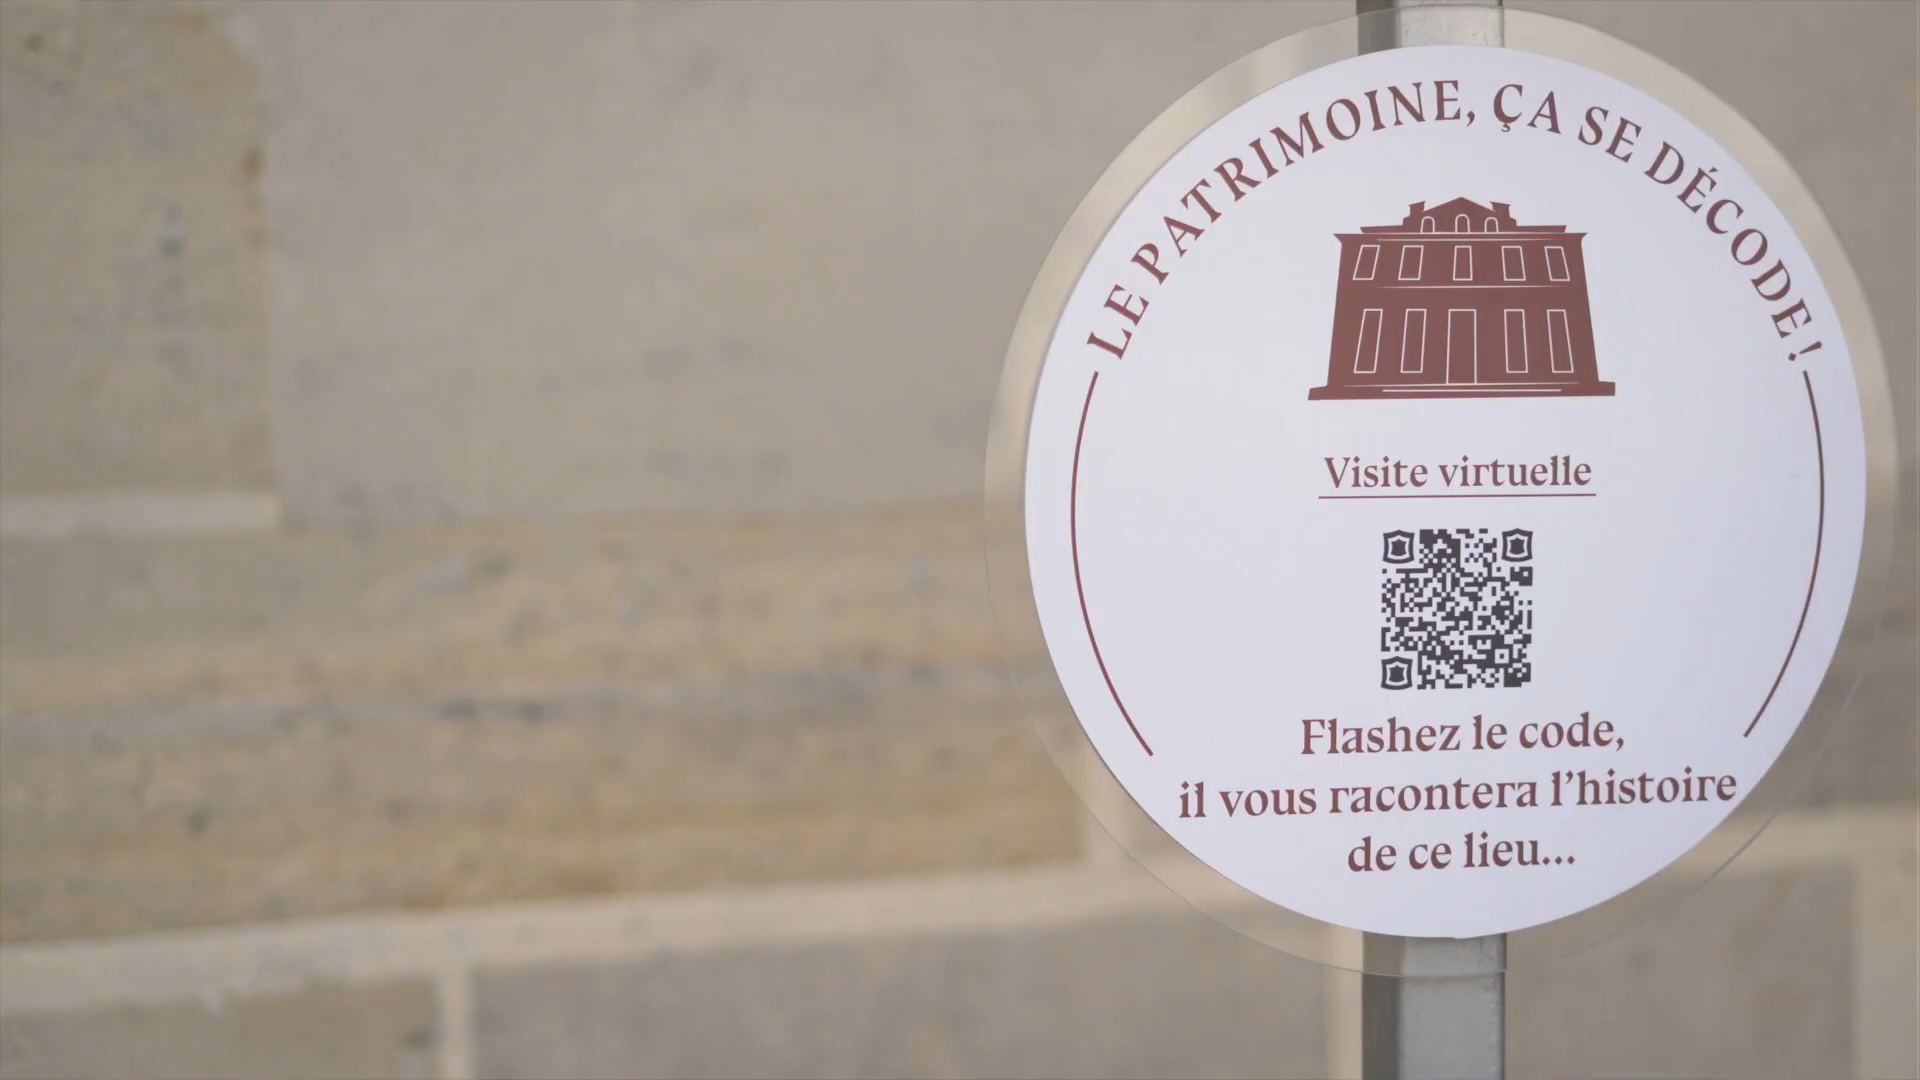 LE PATRIMOINE, ÇA SE DÉCODE !
Visite virtuelle
Flashez le code,
il vous racontera l'histoire
de ce lieu...